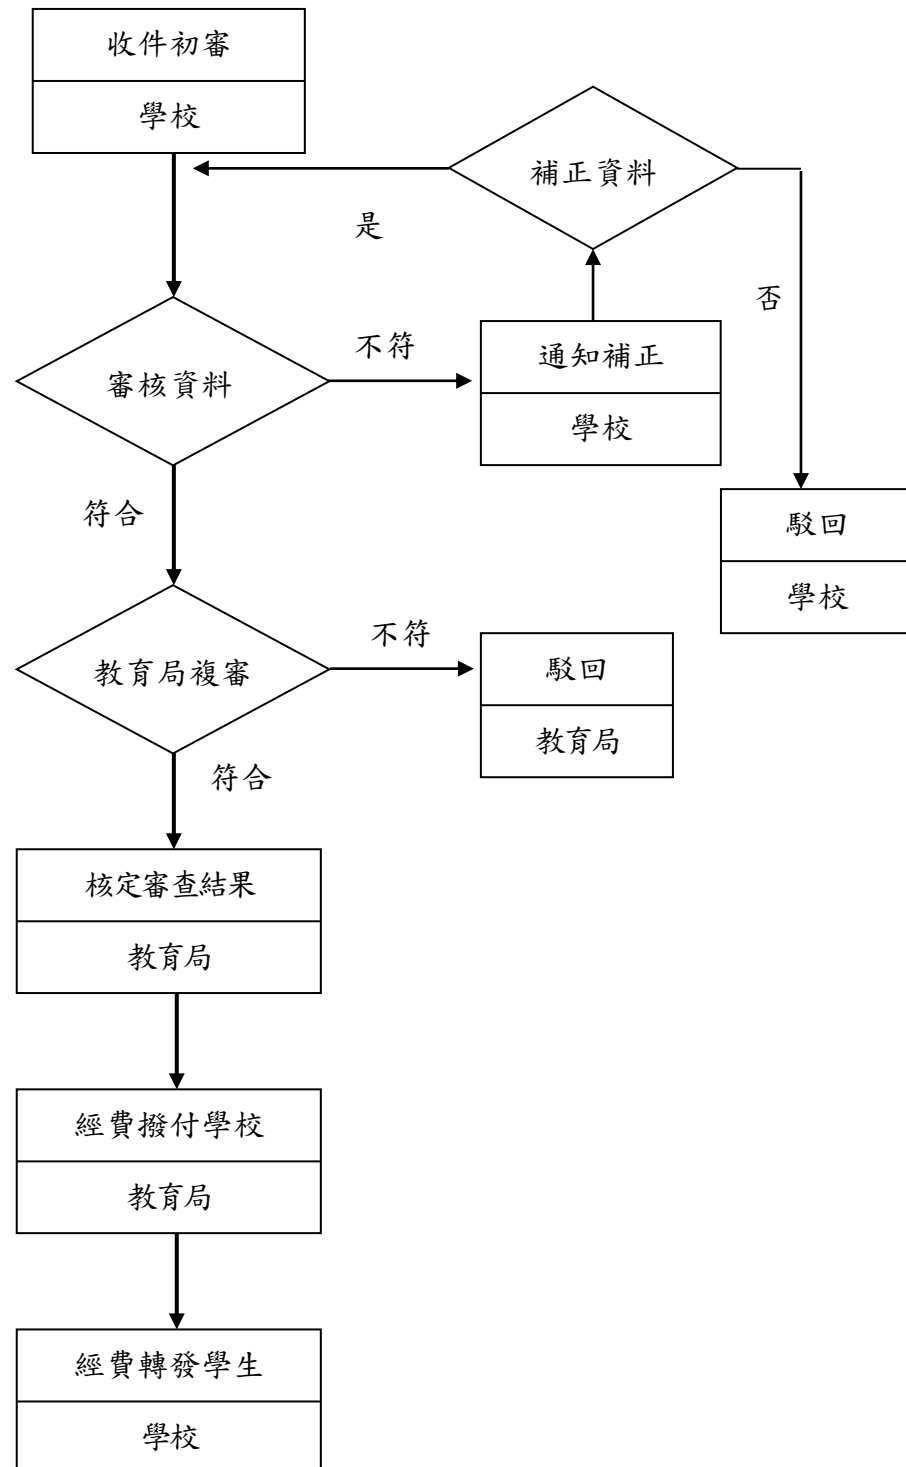 收件初審
學校
補正資料
是
否
不符
通知補正
審核資料
學校
符合
駁回
學校
不符
教育局複審
駁回
教育局
符合
核定審查結果
教育局
經費撥付學校
教育局
經費轉發學生
學校